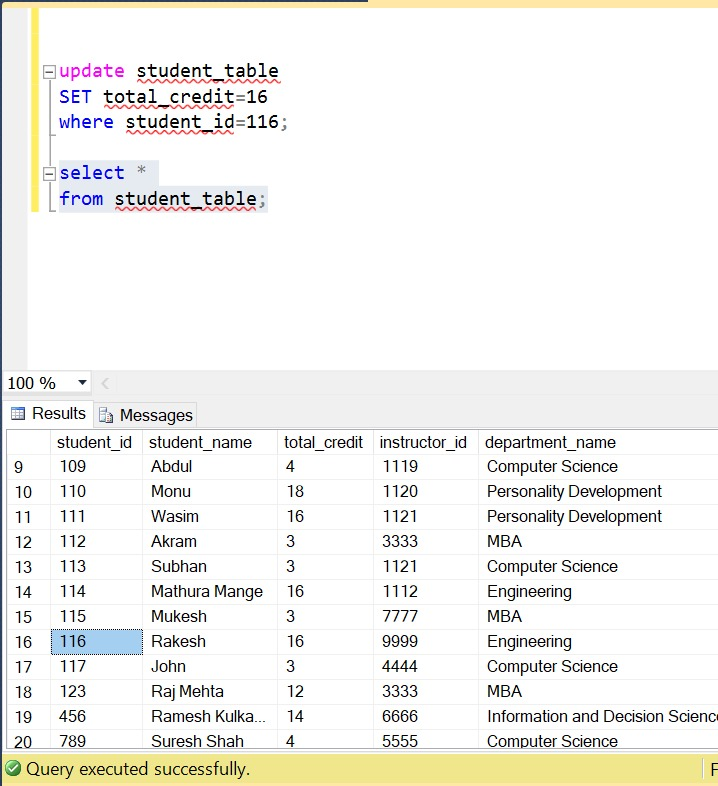 update student_table
SET total_credit=16
where student_id=116;
select *
from student_table;
100 %
Results Messages
student_id student_name total_credit instructor_id department_name
9 109 Abdul 4 1119 Computer Science
10 110 Monu 18 1120 Personality Development
11 111 Wasim 16 1121 Personality Development
12 112 Akram 3 3333 MBA
13 113 Subhan 3 1121 Computer Science
14 114 Mathura Mange 16 1112 Engineering
15 115 Mukesh 3 7777 MBA
16 116 Rakesh 16 9999 Engineering
17 117 John 3 4444 Computer Science
18 123 Raj Mehta 12 3333 MBA
19 456 Ramesh Kulka... 14 6666 Information and Decision Scienc
20 789 Suresh Shah 4 5555 Computer Science
Query executed successfully.